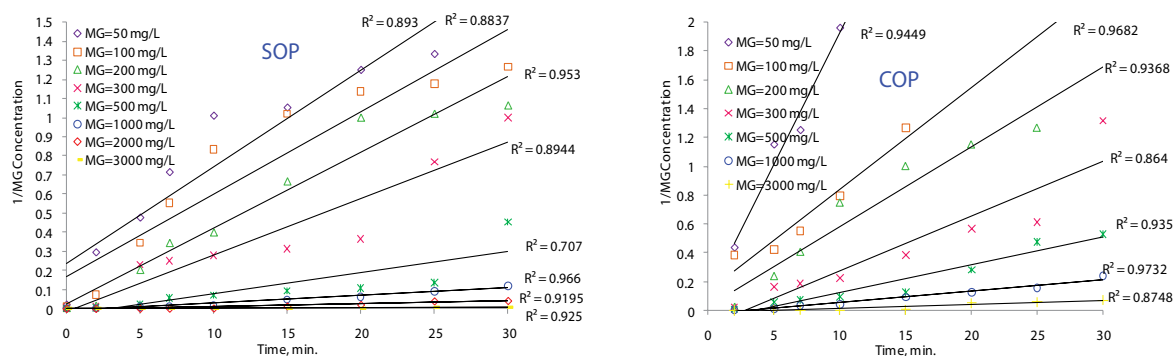 SOP
1/MGConcentration
1.5
1.4
1.3
1.2
1.1
1
0.9
0.8
0.7
0.6
0.5
0.4
0.3
0.2
0.1
0
MG=50 mg/L
MG=100 mg/L
MG=200 mg/L
MG=300 mg/L
MG=500 mg/L
MG=1000 mg/L
MG=2000 mg/L
MG=3000 mg/L
R² = 0.893
R² = 0.8837
R² = 0.953
R² = 0.8944
R² = 0.707
R² = 0.966
R² = 0.9195
R² = 0.925
0 5 10 15 20 25 30
Time, min.
COP
1/MGConcentration
2
1.8
1.6
1.4
1.2
1
0.8
0.6
0.4
0.2
0
MG=50 mg/L
MG=100 mg/L
MG=200 mg/L
MG=300 mg/L
MG=500 mg/L
MG=1000 mg/L
MG=3000 mg/L
R² = 0.9449
R² = 0.9682
R² = 0.9368
R² = 0.864
R² = 0.935
R² = 0.9732
R² = 0.8748
0 5 10 15 20 25 30
Time, min.